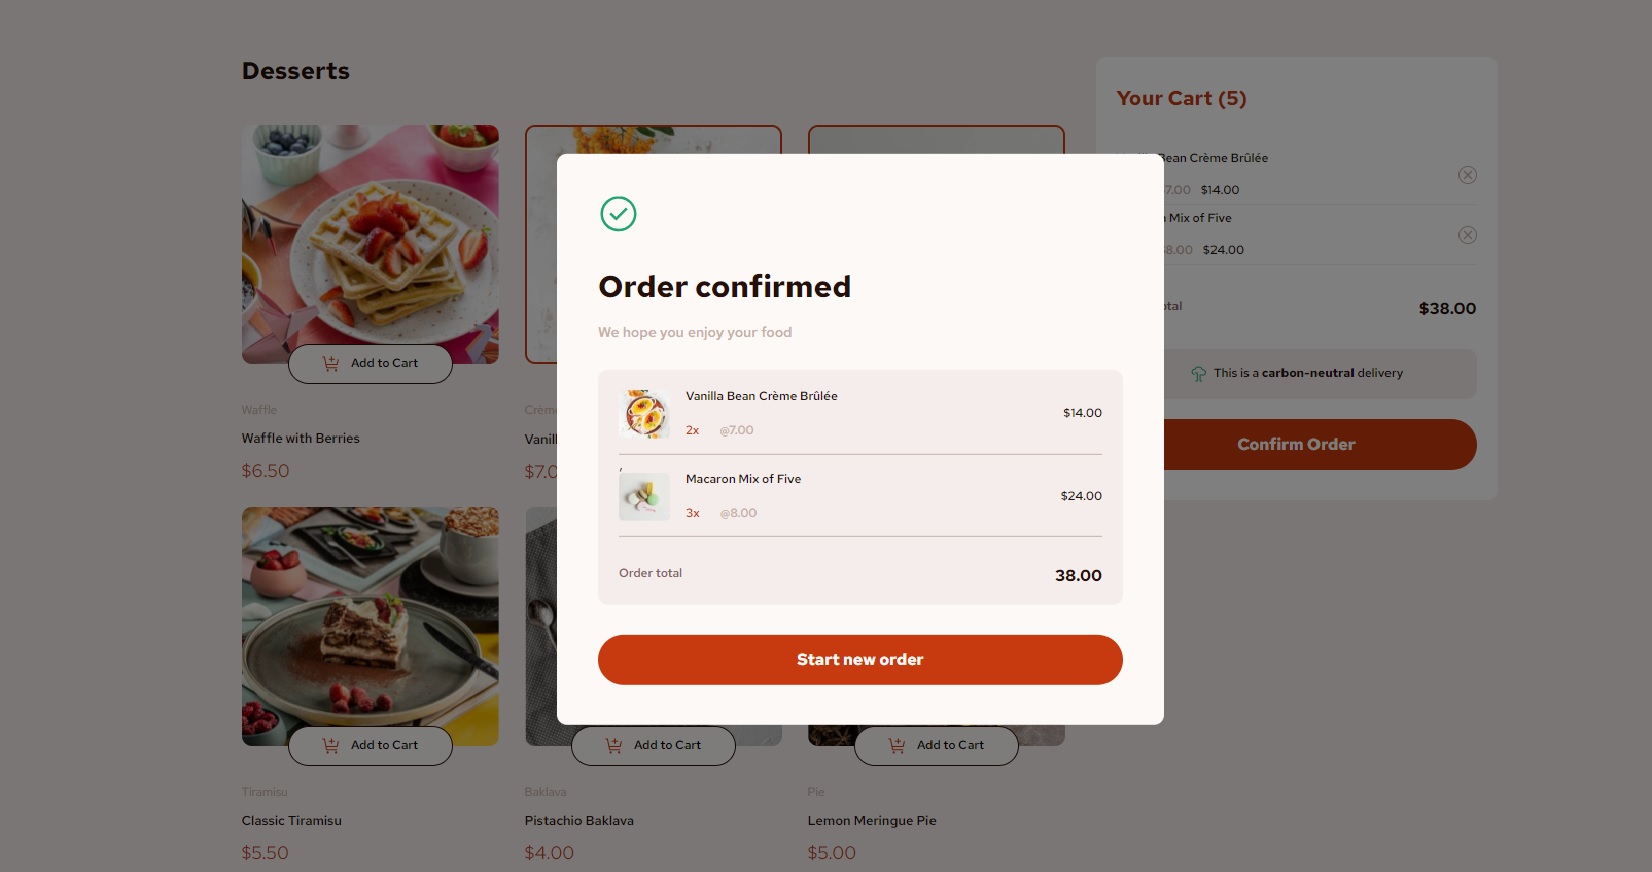 Desserts
Add to Cart
Waffle
Waffle with Berries
$6.50
Crème
Vanill
$7.0
Your Cart (5)
Bean Crème Brûlée
7.00 $14.00
Mix of Five
8.00 $24.00
otal
$38.00
This is a carbon-neutral delivery
Confirm Order
Order confirmed
We hope you enjoy your food
Vanilla Bean Crème Brûlée
2x @7.00
$14.00
,
Macaron Mix of Five
3x @8.00
$24.00
Order total
38.00
Start new order
Add to Cart
Tiramisu
Classic Tiramisu
$5.50
Add to Cart
Baklava
Pistachio Baklava
$4.00
Add to Cart
Pie
Lemon Meringue Pie
$5.00